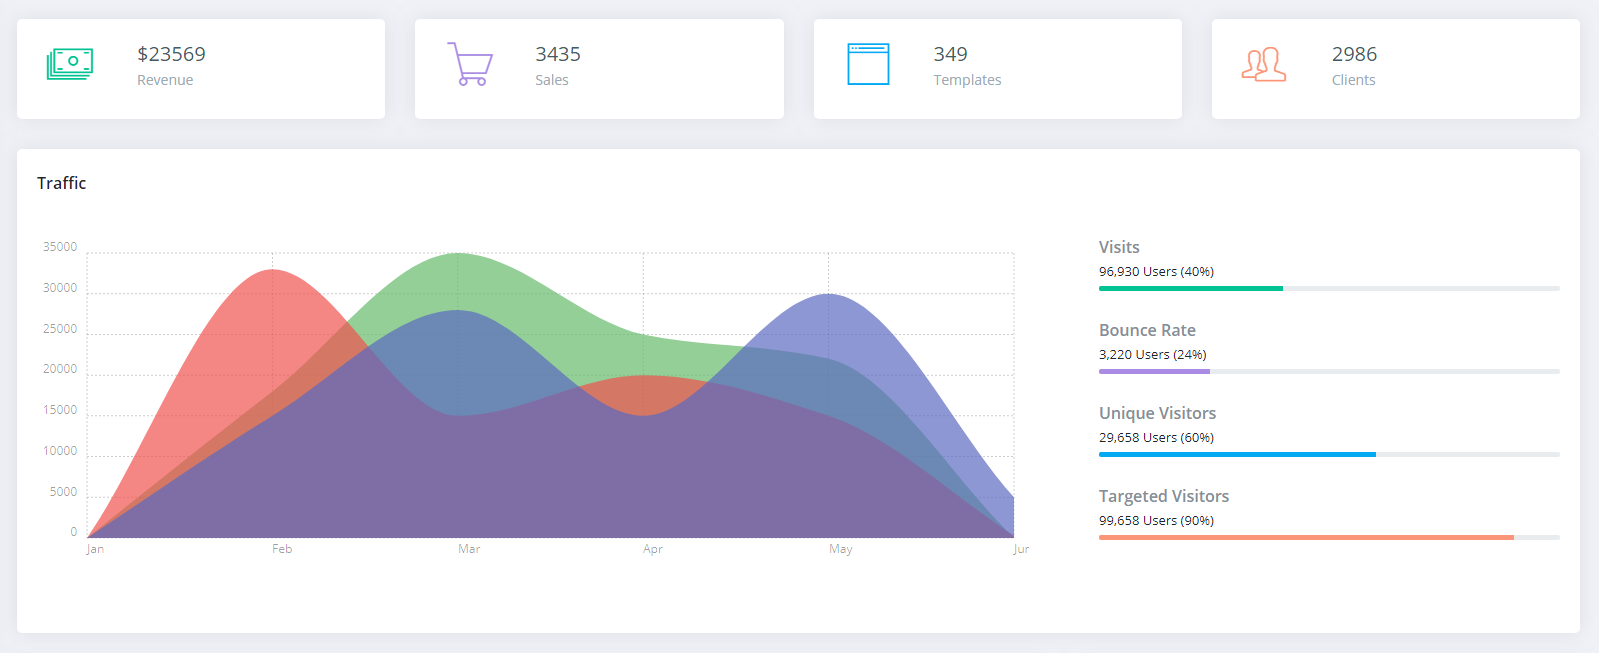 $23569
Revenue
3435
Sales
349
Templates
2986
Clients
Traffic
35000
30000
25000
20000
15000
10000
5000
0
Jan
Feb
Mar
Apr
May
Jur
Visits
96,930 Users (40%)
Bounce Rate
3,220 Users (24%)
Unique Visitors
29,658 Users (60%)
Targeted Visitors
99,658 Users (90%)